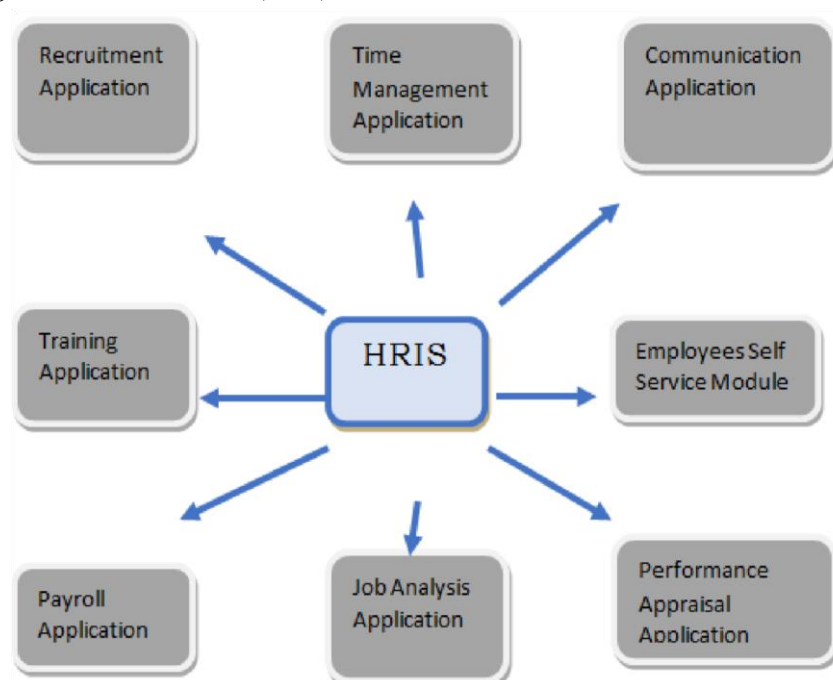 Recruitment
Application
Time
Management
Application
Communication
Application
Training
Application
HRIS
Employees Self
Service Module
Payroll
Application
Job Analysis
Application
Performance
Appraisal
Application